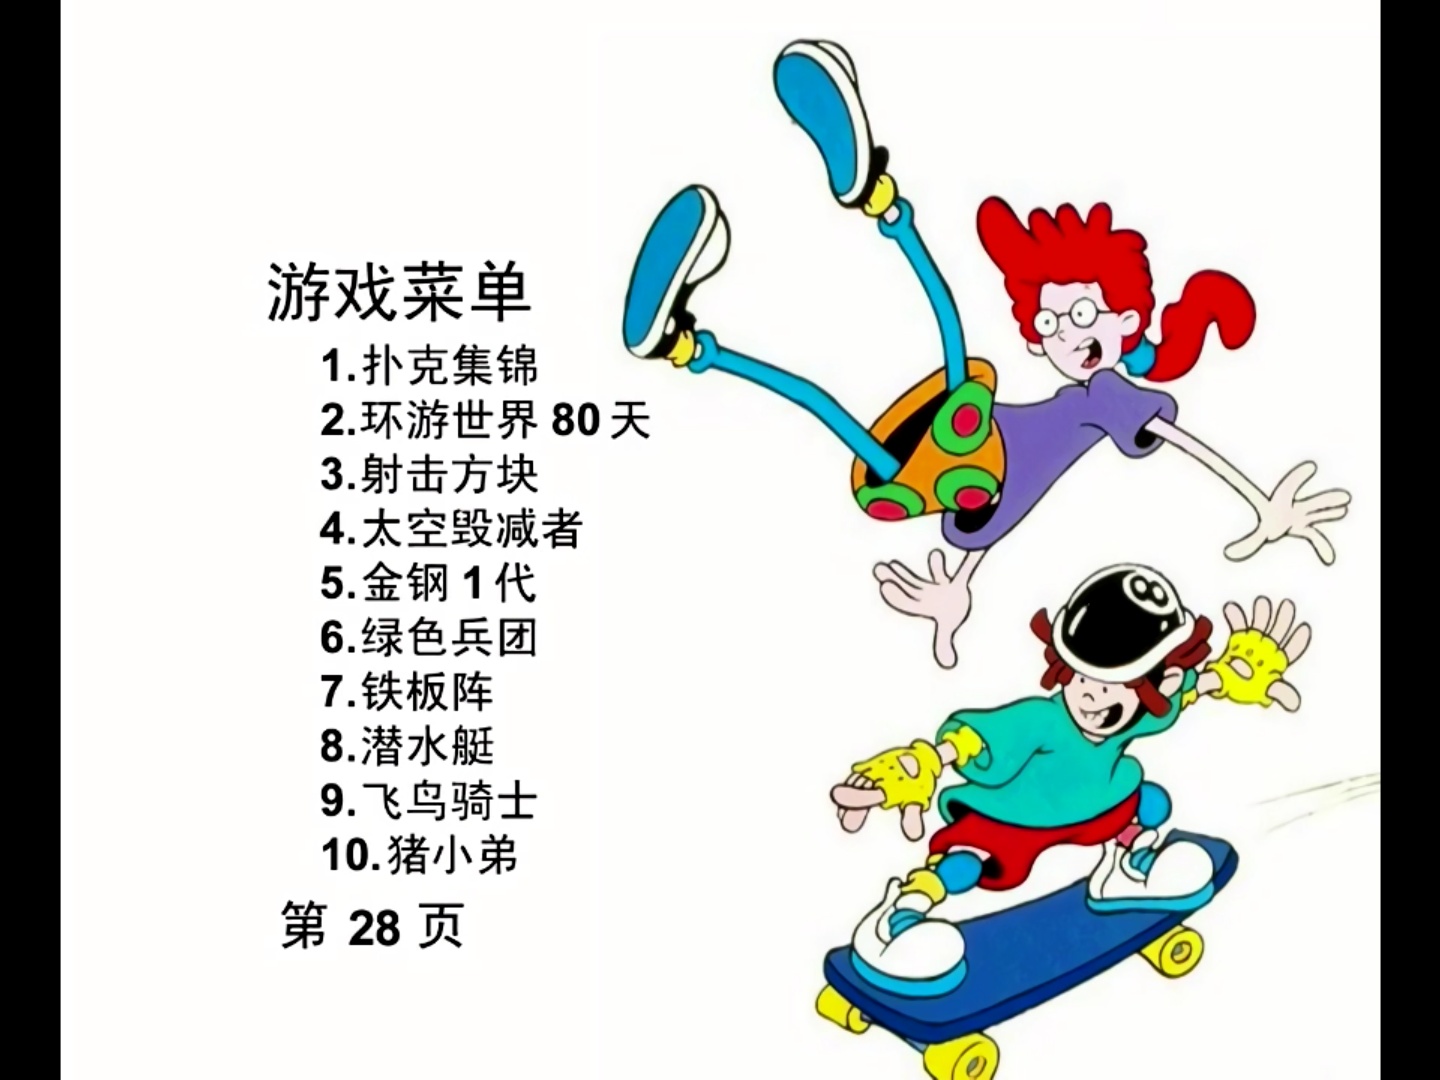 游戏菜单
1.扑克集锦
2.环游世界 80 天
3.射击方块
4.太空毁减者
5.金钢 1 代
6.绿色兵团
7.铁板阵
8.潜水艇
9.飞鸟骑士
10.猪小弟
第 28 页
8